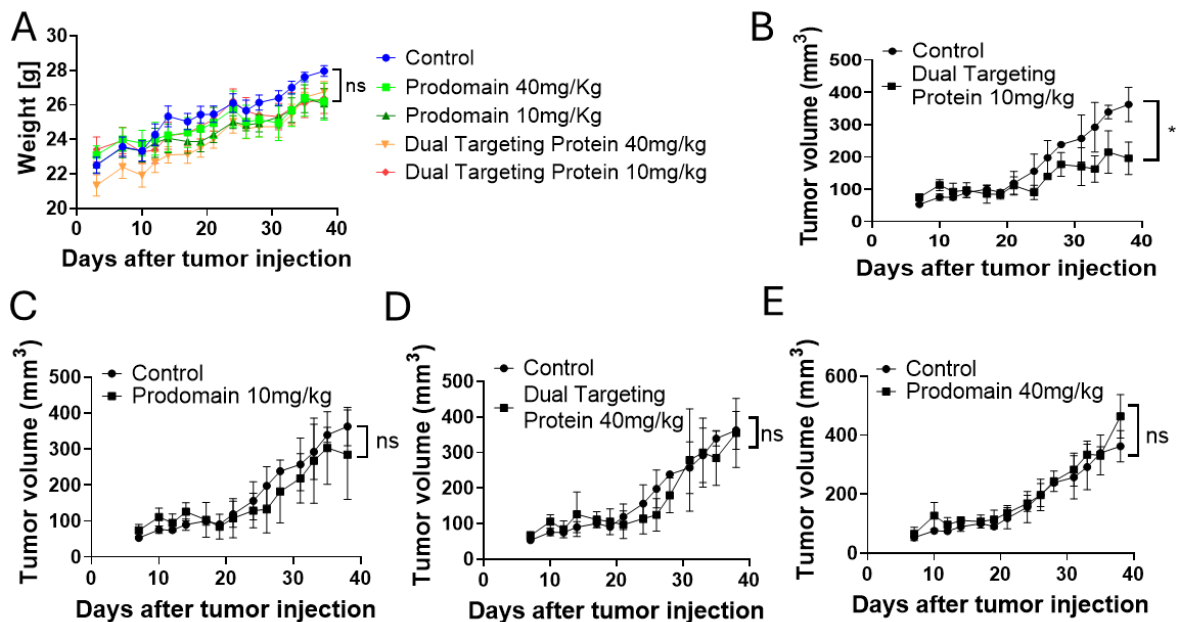 A
30
28
26
24
22
20
Weight [g]
0 10 20 30 40
Days after tumor injection
Control
Prodomain 40mg/Kg
Prodomain 10mg/Kg
Dual Targeting Protein 40mg/kg
Dual Targeting Protein 10mg/kg
ns
B
500
400
300
200
100
0
Tumor volume (mm³)
0 10 20 30 40
Days after tumor injection
Control
Dual Targeting
Protein 10mg/kg
*
C
500
400
300
200
100
0
Tumor volume (mm³)
0 10 20 30 40
Days after tumor injection
Control
Prodomain 10mg/kg
ns
D
500
400
300
200
100
0
Tumor volume (mm³)
0 10 20 30 40
Days after tumor injection
Control
Dual Targeting
Protein 40mg/kg
ns
E
600
400
200
0
Tumor volume (mm³)
0 10 20 30 40
Days after tumor injection
Control
Prodomain 40mg/kg
ns